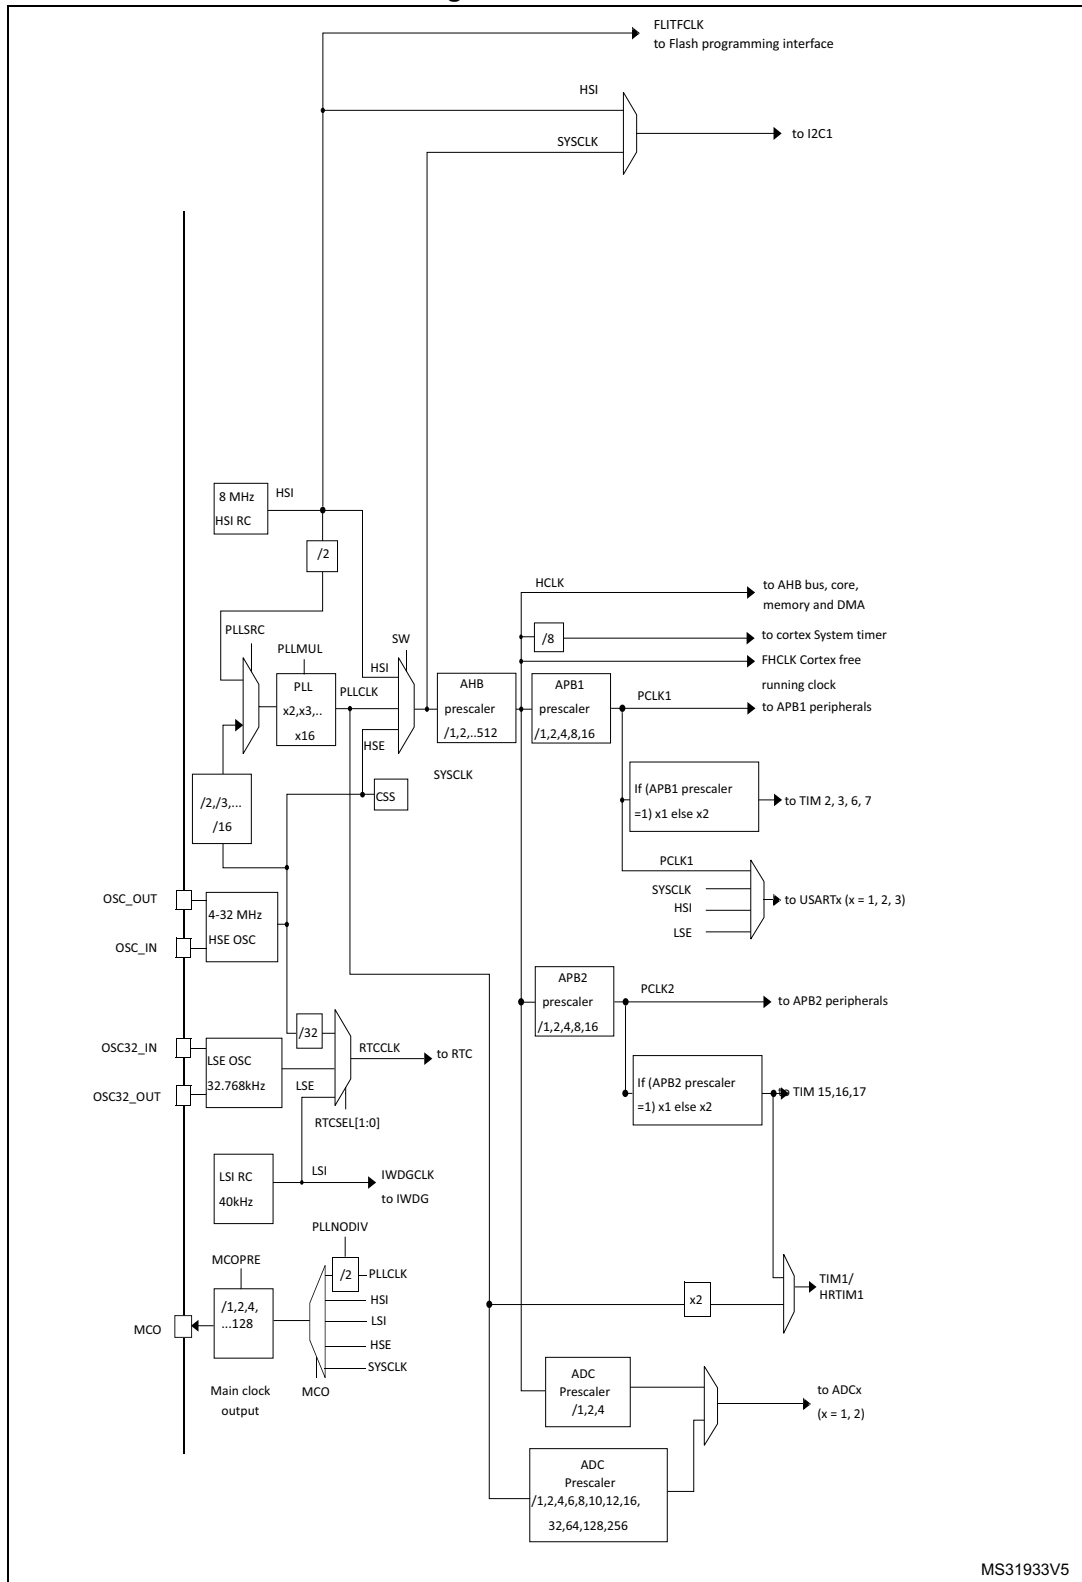 FLITFCLK
to Flash programming interface
HSI
to I2C1
SYSCLK
8 MHz
HSI RC
HSI
/2
HCLK
to AHB bus, core,
memory and DMA
/8
to cortex System timer
FHCLK Cortex free
running clock
PLLSRC
PLLMUL
SW
HSI
PLL
x2,x3,..
x16
PLLCLK
HSE
AHB
prescaler
/1,2,..512
APB1
prescaler
/1,2,4,8,16
PCLK1
to APB1 peripherals
SYSCLK
CSS
/2,/3,...
/16
If (APB1 prescaler
=1) x1 else x2
to TIM 2, 3, 6, 7
PCLK1
SYSCLK
HSI
LSE
to USARTx (x = 1, 2, 3)
OSC_OUT
OSC_IN
4-32 MHz
HSE OSC
APB2
prescaler
/1,2,4,8,16
PCLK2
to APB2 peripherals
/32
OSC32_IN
OSC32_OUT
LSE OSC
32.768kHz
LSE
RTCCLK
to RTC
RTCSEL[1:0]
If (APB2 prescaler
=1) x1 else x2
to TIM 15,16,17
LSI RC
40kHz
LSI
IWDGCLK
to IWDG
PLLNODIV
MCOPRE
/2
PLLCLK
HSI
LSI
HSE
SYSCLK
/1,2,4,
...128
MCO
MCO
Main clock
output
x2
TIM1/
HRTIM1
ADC
Prescaler
/1,2,4
to ADCx
(x = 1, 2)
ADC
Prescaler
/1,2,4,6,8,10,12,16,
32,64,128,256
MS31933V5